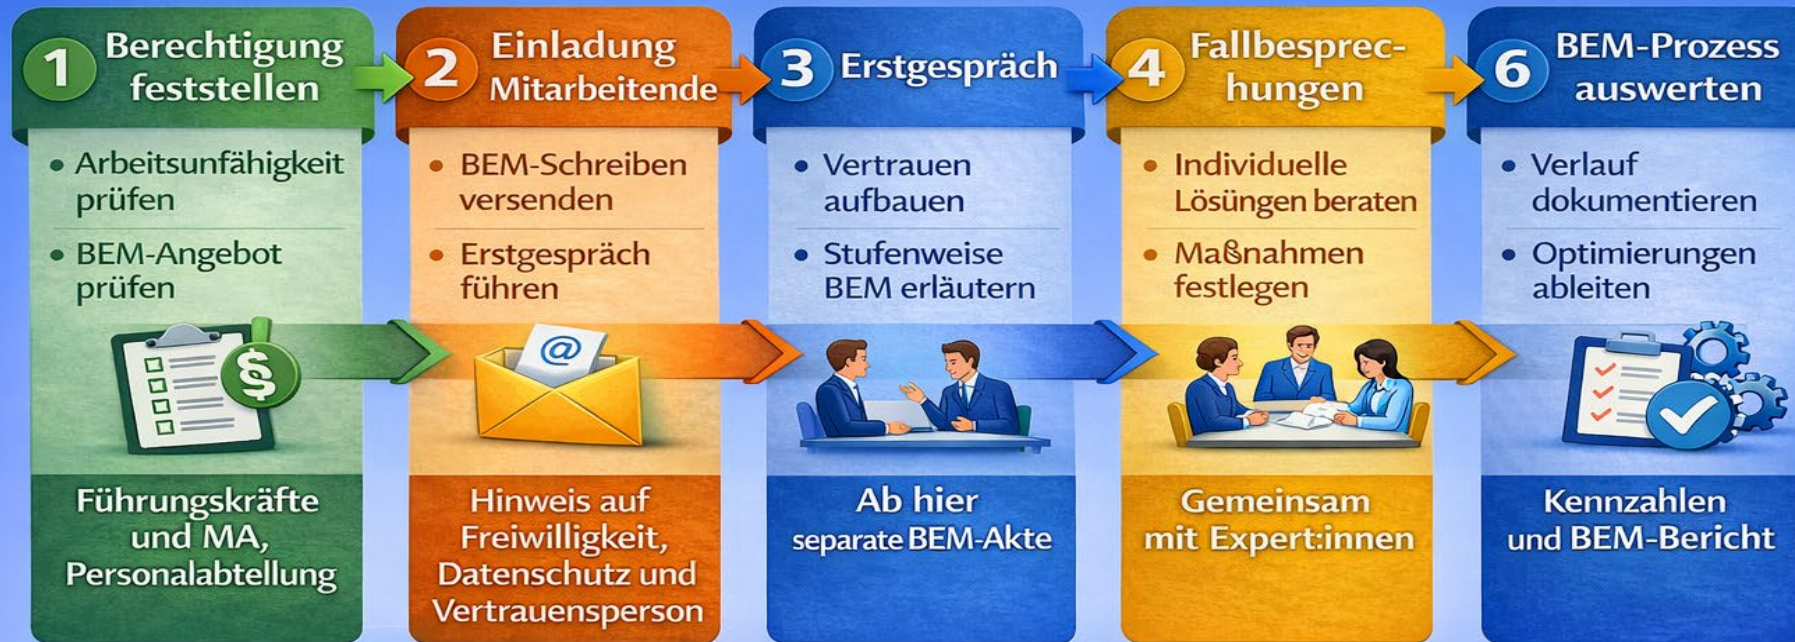 1
Berechtigung
feststellen
• Arbeitsunfähigkeit
prüfen
• BEM-Angebot
prüfen
§
Führungskräfte
und MA,
Personalabtellung
2
Einladung
Mitarbeitende
• BEM-Schreiben
versenden
• Erstgespräch
führen
@
Hinweis auf
Freiwilligkeit,
Datenschutz und
Vertrauensperson
3
Erstgespräch
• Vertrauen
aufbauen
• Stufenweise
BEM erläutern
Ab hier
separate BEM-Akte
4
Fallbesprec-
hungen
• Individuelle
Lösungen beraten
• Maßnahmen
festlegen
Gemeinsam
mit Expert:innen
6
BEM-Prozess
auswerten
• Verlauf
dokumentieren
• Optimierungen
ableiten
Kennzahlen
und BEM-Bericht